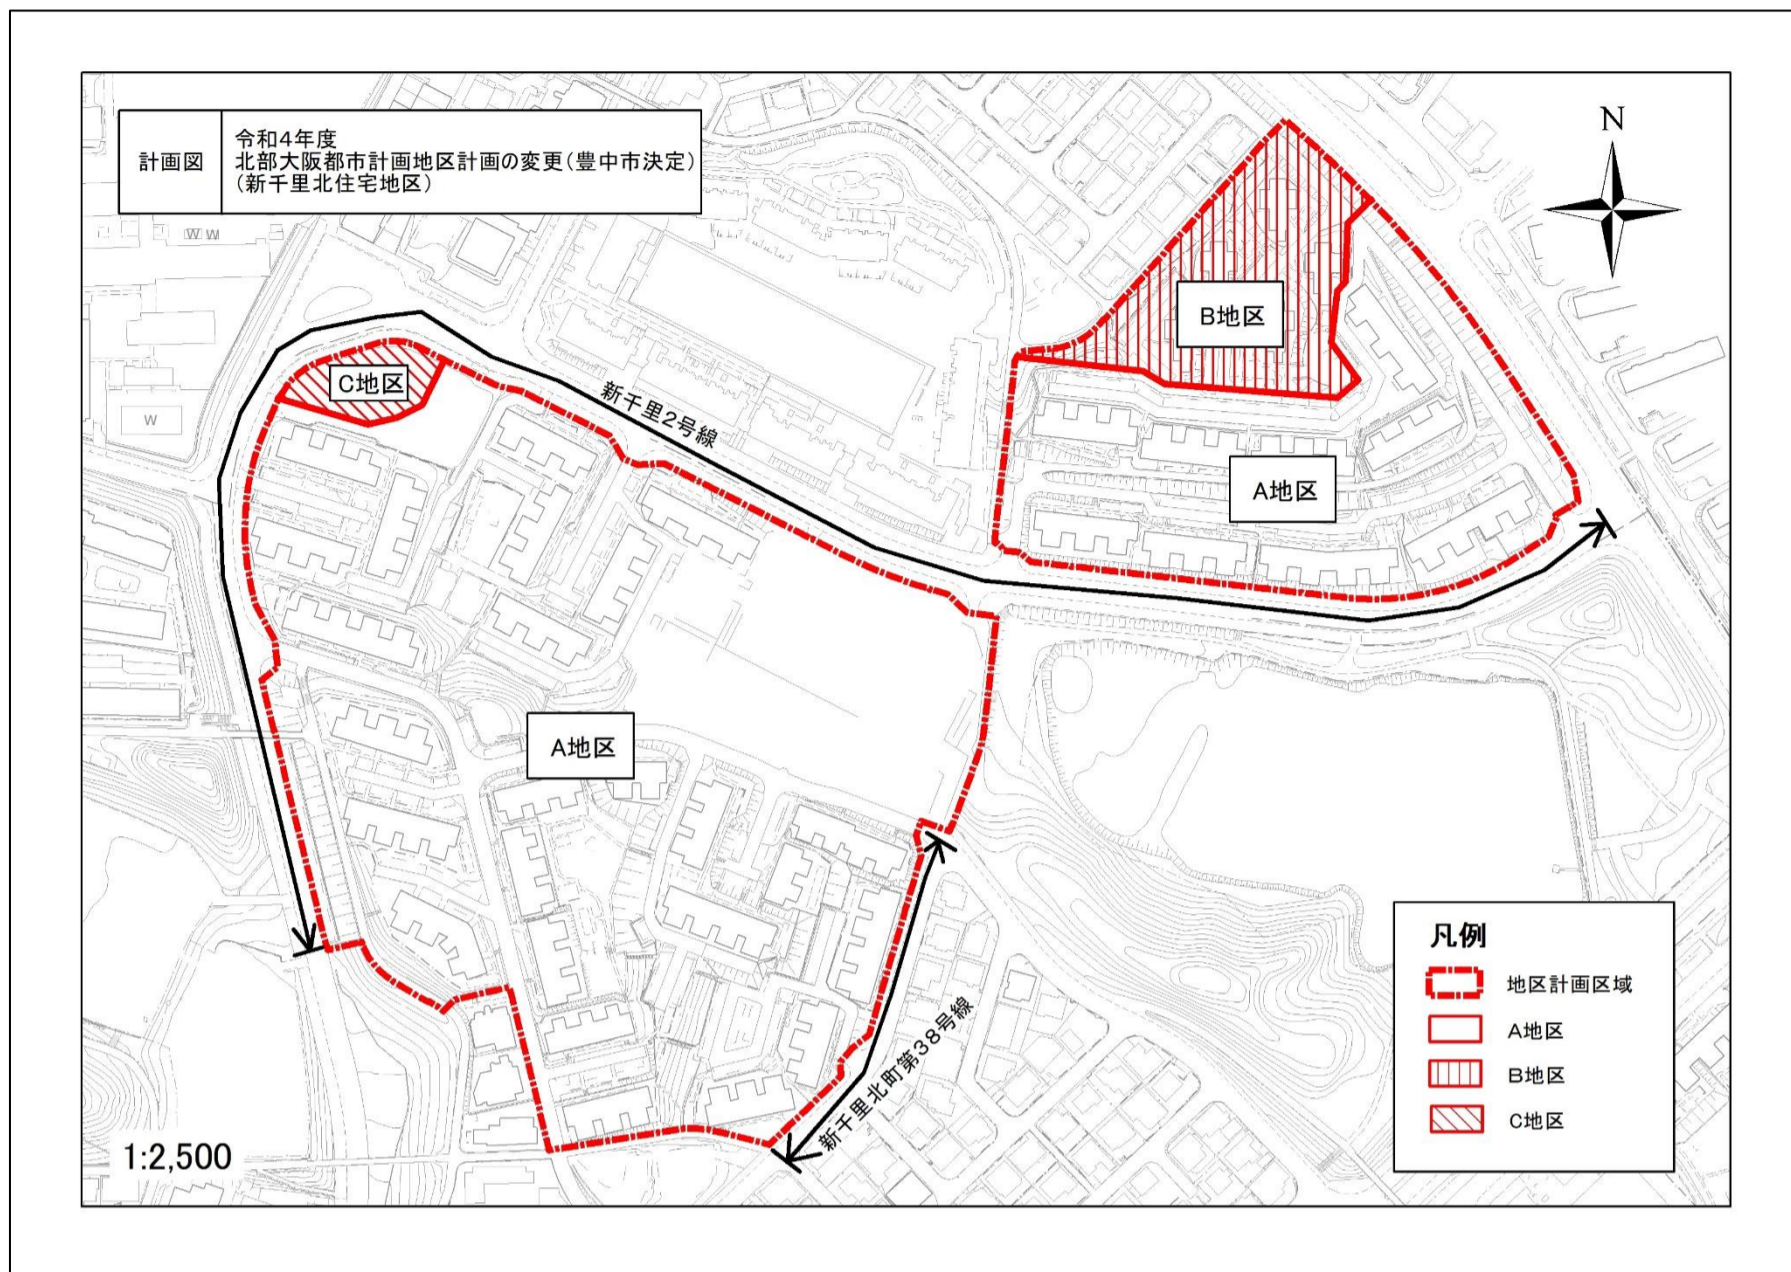 計画図
令和4年度
北部大阪都市計画地区計画の変更(豊中市決定)
(新千里北住宅地区)
N
W W
B地区
C地区
新千里2号線
W
A地区
A地区
新千里北町第38号線
凡例
地区計画区域
A地区
B地区
C地区
1:2,500